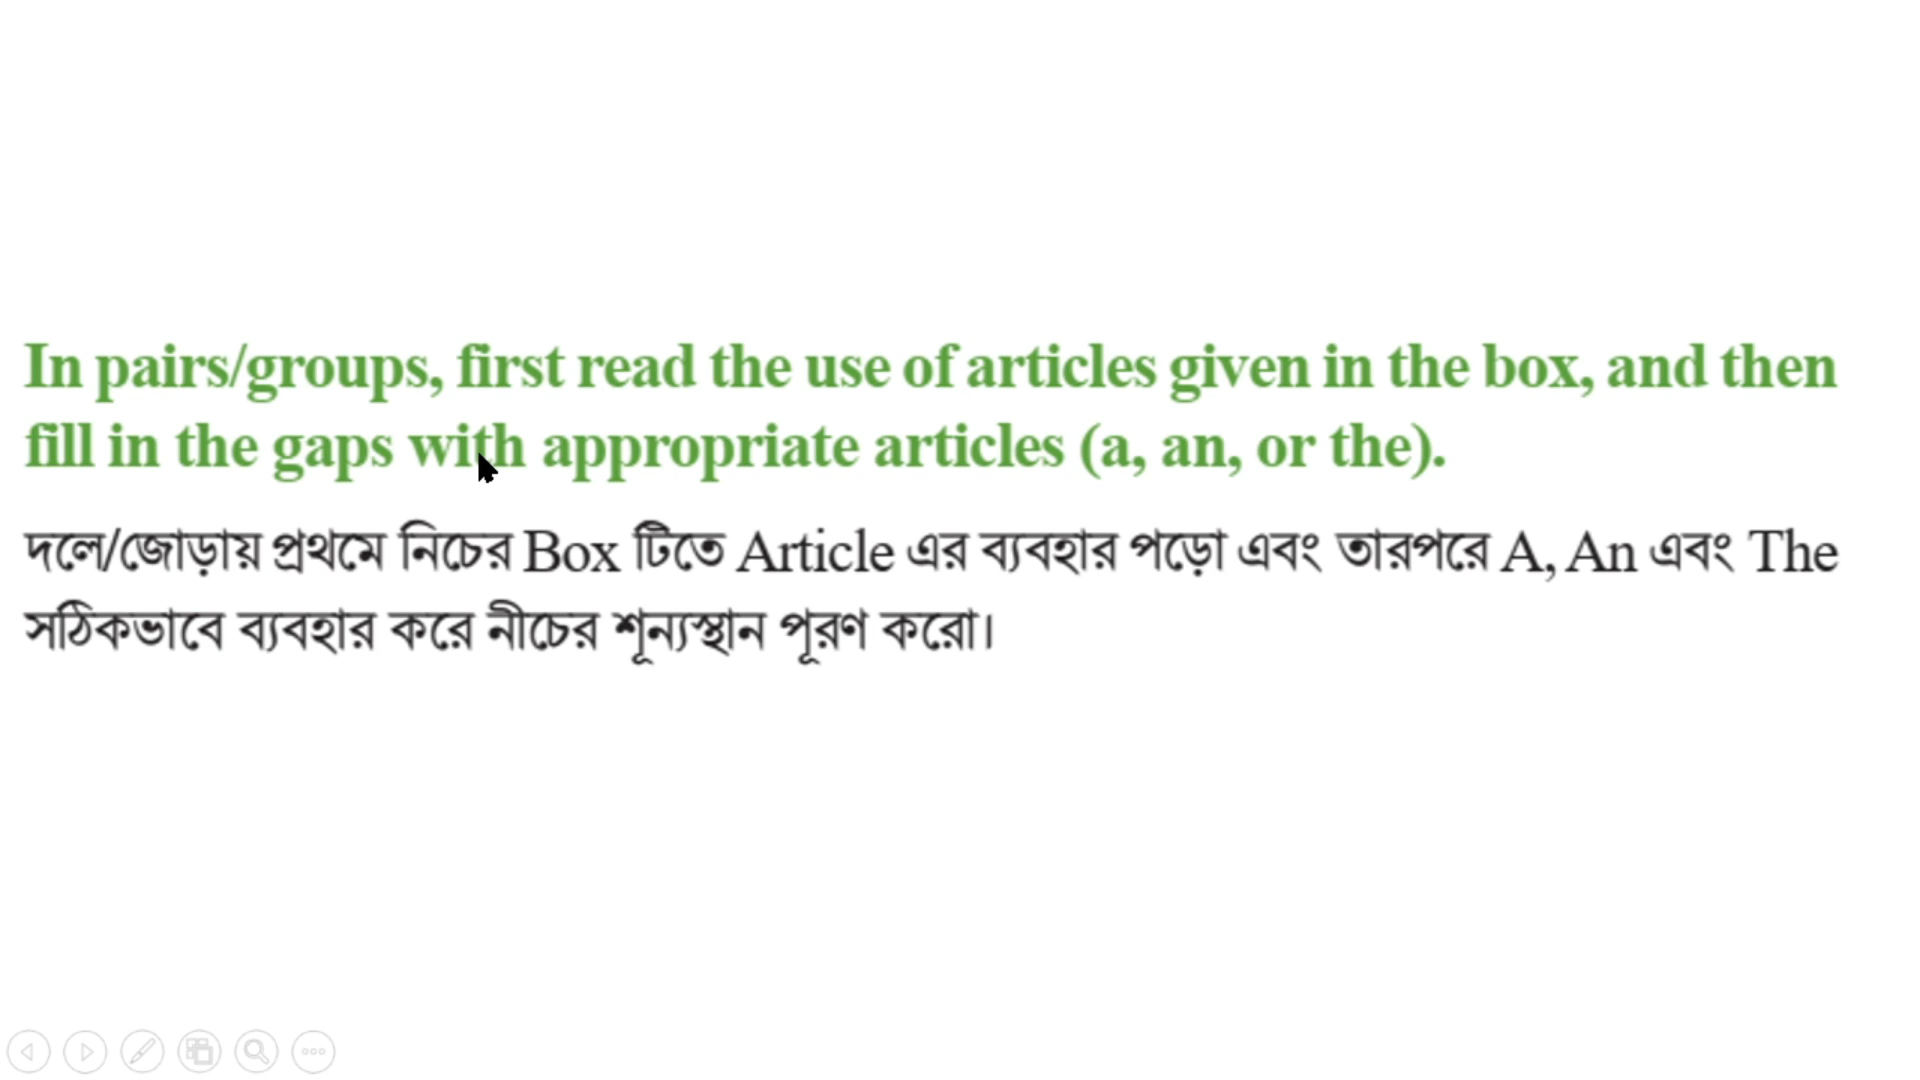 In pairs/groups, first read the use of articles given in the box, and then
fill in the gaps with appropriate articles (a, an, or the).
দলে/জোড়ায় প্রথমে নিচের Box টিতে Article এর ব্যবহার পড়ো এবং তারপরে A, An এবং The
সঠিকভাবে ব্যবহার করে নীচের শূন্যস্থান পূরণ করো।